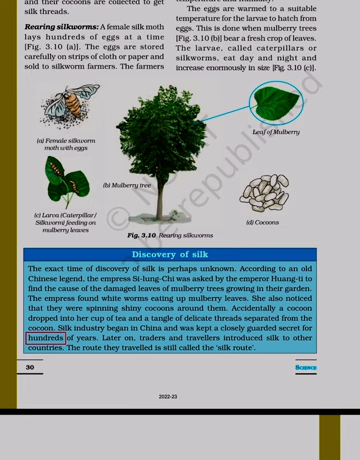 and their cocoons are collected to get
silk threads.
Rearing silkworms: A female silk moth
lays hundreds of eggs at a time
[Fig. 3.10 (a)]. The eggs are stored
carefully on strips of cloth or paper and
sold to silkworm farmers. The farmers
The eggs are warmed to a suitable
temperature for the larvae to hatch from
eggs. This is done when mulberry trees
[Fig. 3.10 (b)] bear a fresh crop of leaves.
The larvae, called caterpillars or
silkworms, eat day and night and
increase enormously in size [Fig. 3.10 (c)].
(a) Female silkworm
moth with eggs
Leaf of Mulberry
(b) Mulberry tree
(c) Larva (Caterpillar/
Silkworm) feeding on
mulberry leaves
(d) Cocoons
Fig. 3.10 Rearing silkworms
Discovery of silk
The exact time of discovery of silk is perhaps unknown. According to an old
Chinese legend, the empress Si-lung-Chi was asked by the emperor Huang-ti to
find the cause of the damaged leaves of mulberry trees growing in their garden.
The empress found white worms eating up mulberry leaves. She also noticed
that they were spinning shiny cocoons around them. Accidentally a cocoon
dropped into her cup of tea and a tangle of delicate threads separated from the
cocoon. Silk industry began in China and was kept a closely guarded secret for
hundreds of years. Later on, traders and travellers introduced silk to other
countries. The route they travelled is still called the 'silk route'.
30
Science
2022-23